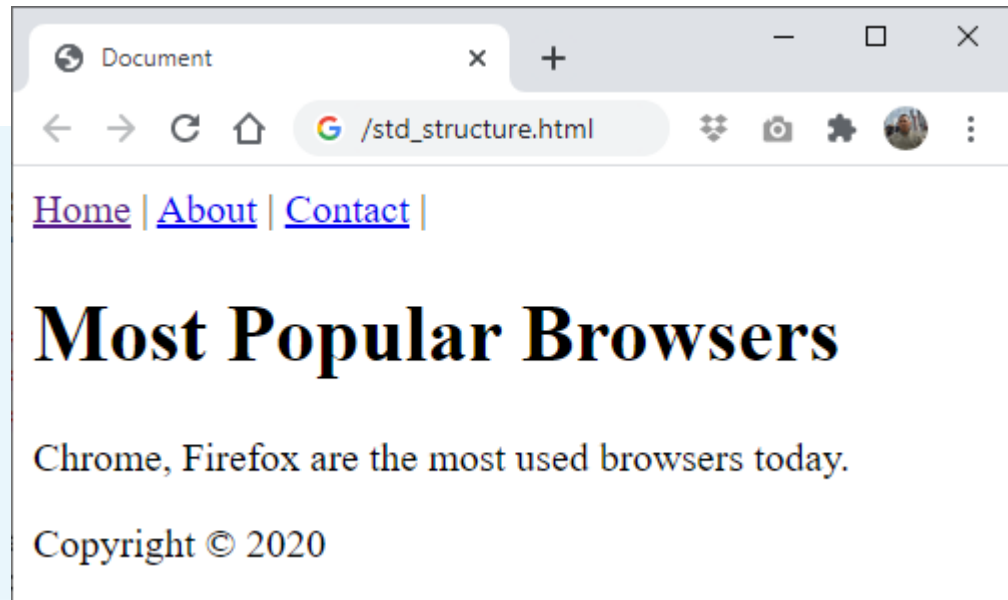 Document
/std_structure.html
Home | About | Contact |
Most Popular Browsers
Chrome, Firefox are the most used browsers today.
Copyright © 2020